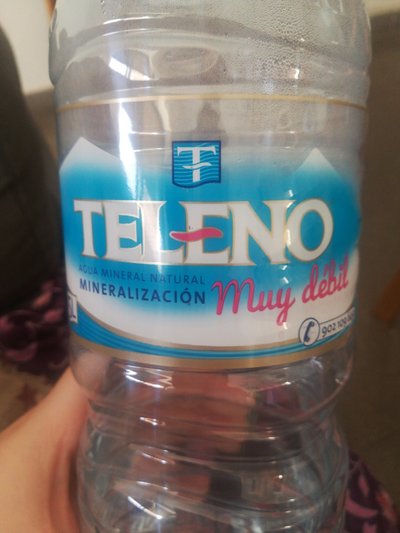 T
TELENO
AGUA MINERAL NATURAL
MINERALIZACIÓN Muy débil